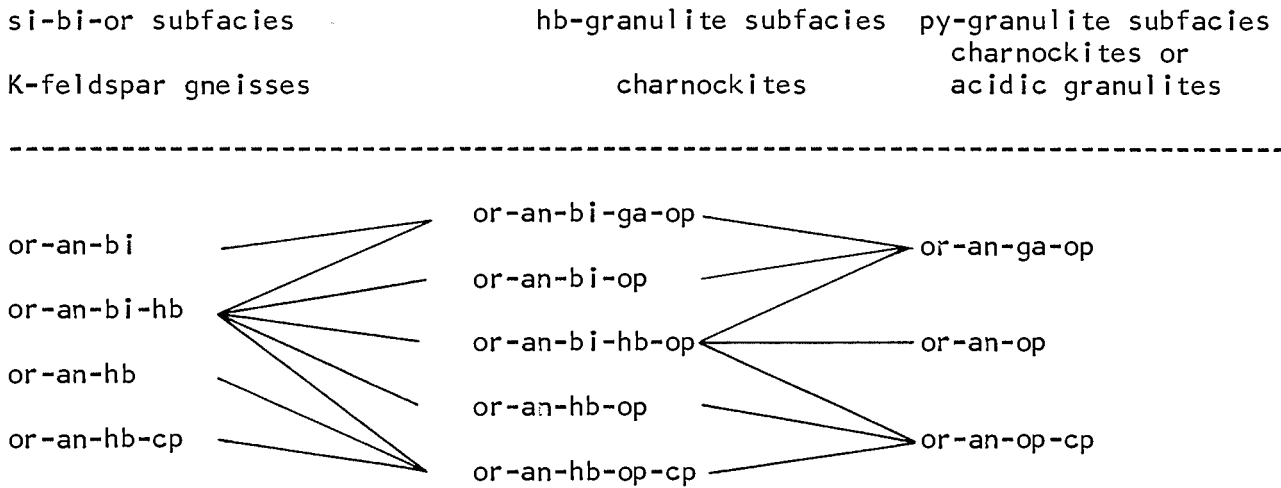 si-bi-or subfacies hb-granulite subfacies py-granulite subfacies
charnockites or
K-feldspar gneisses charnockites acidic granulites
or-an-bi-ga-op
or-an-bi or-an-ga-op
or-an-bi-op
or-an-bi-hb
or-an-bi-hb-op or-an-op
or-an-hb
or-an-hb-op
or-an-hb-cp or-an-op-cp
or-an-hb-op-cp